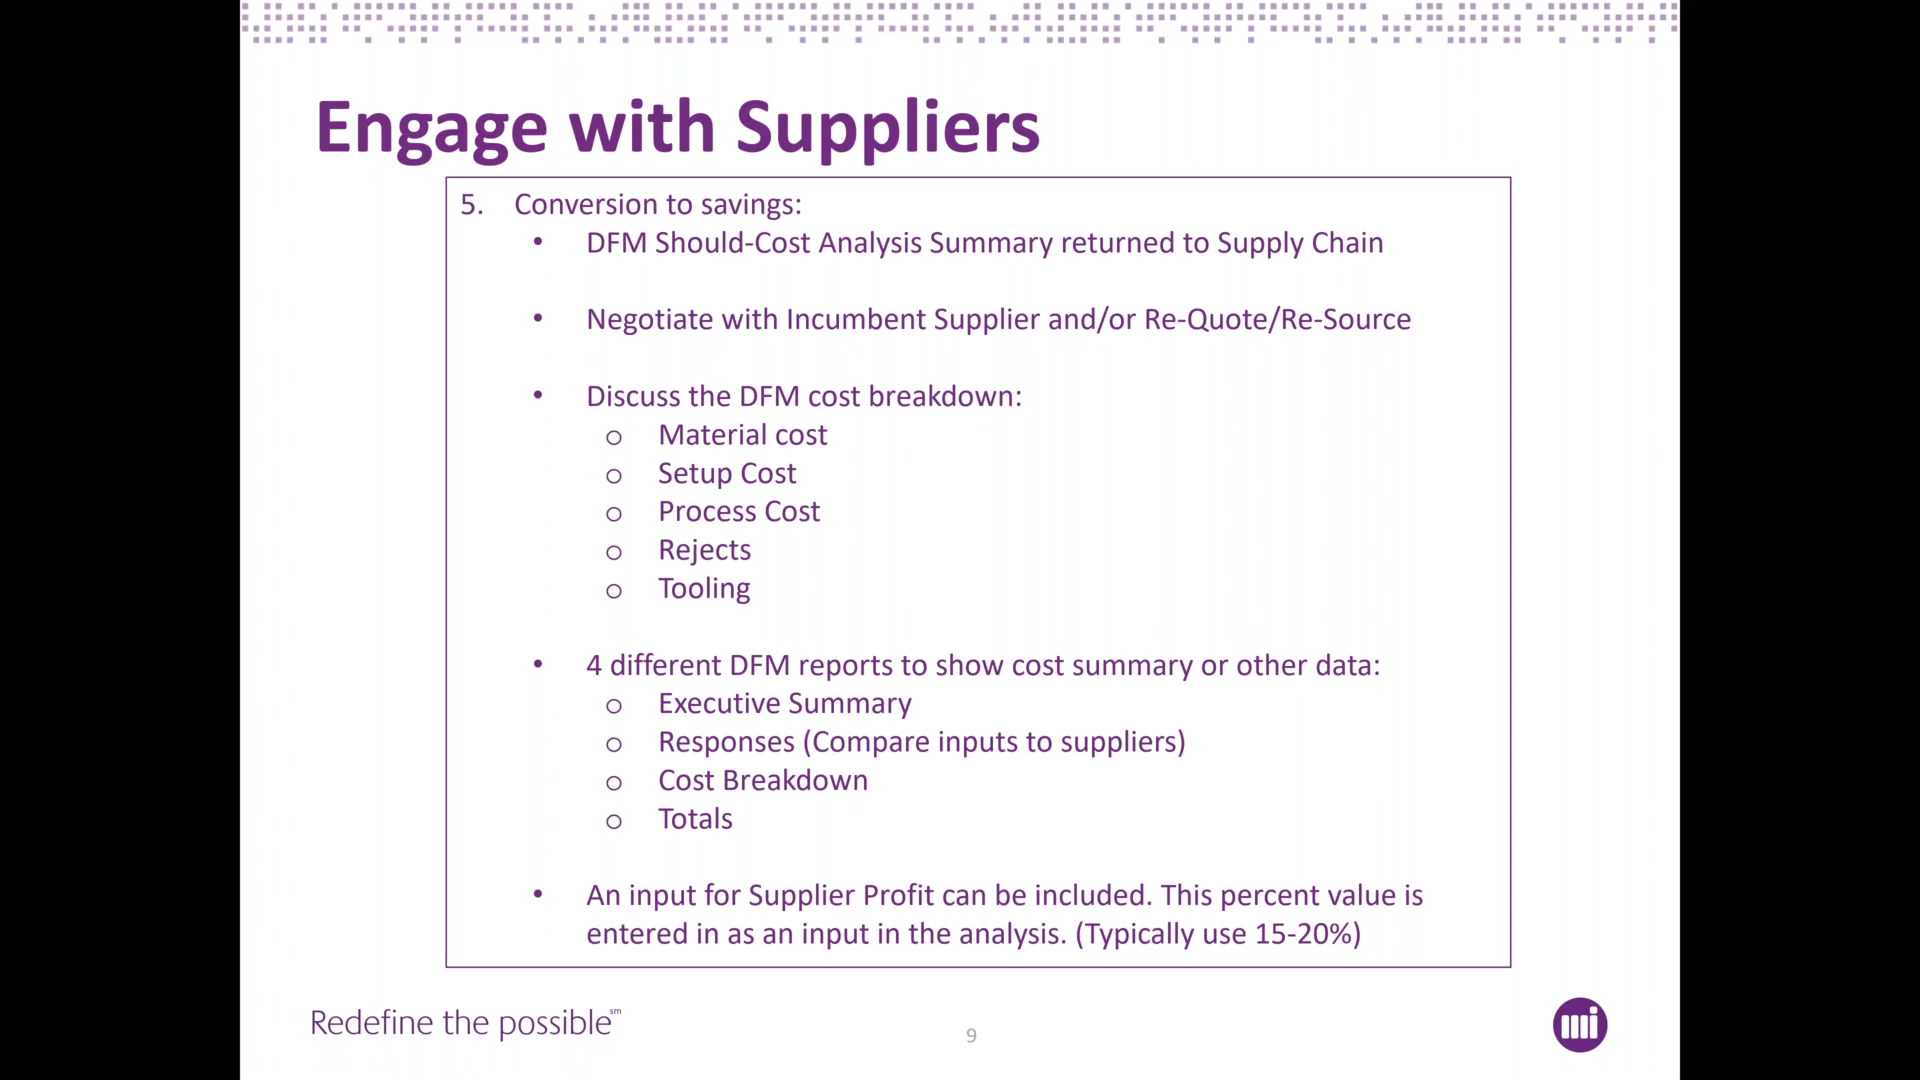 Engage with Suppliers
5. Conversion to savings:
• DFM Should-Cost Analysis Summary returned to Supply Chain
• Negotiate with Incumbent Supplier and/or Re-Quote/Re-Source
• Discuss the DFM cost breakdown:
o Material cost
o Setup Cost
o Process Cost
o Rejects
o Tooling
• 4 different DFM reports to show cost summary or other data:
o Executive Summary
o Responses (Compare inputs to suppliers)
o Cost Breakdown
o Totals
• An input for Supplier Profit can be included. This percent value is
entered in as an input in the analysis. (Typically use 15-20%)
Redefine the possible℠
9